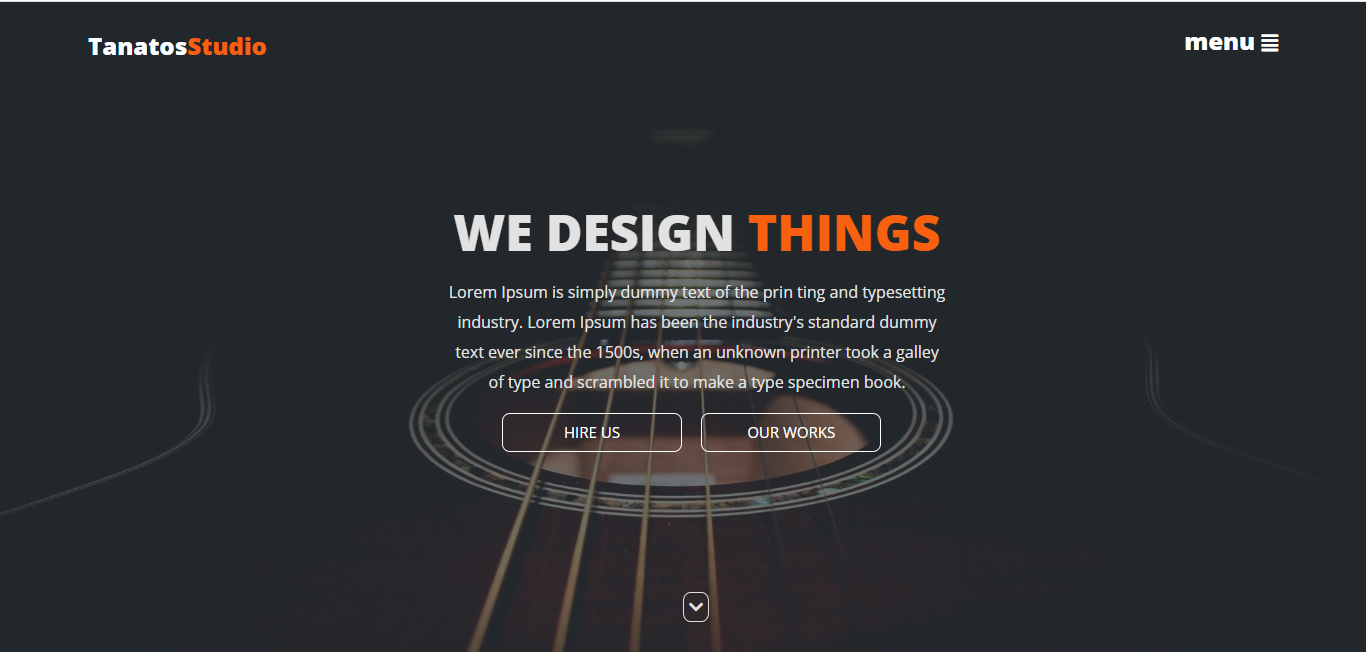 TanatosStudio
menu
WE DESIGN THINGS
Lorem Ipsum is simply dummy text of the prin ting and typesetting
industry. Lorem Ipsum has been the industry's standard dummy
text ever since the 1500s, when an unknown printer took a galley
of type and scrambled it to make a type specimen book.
HIRE US
OUR WORKS